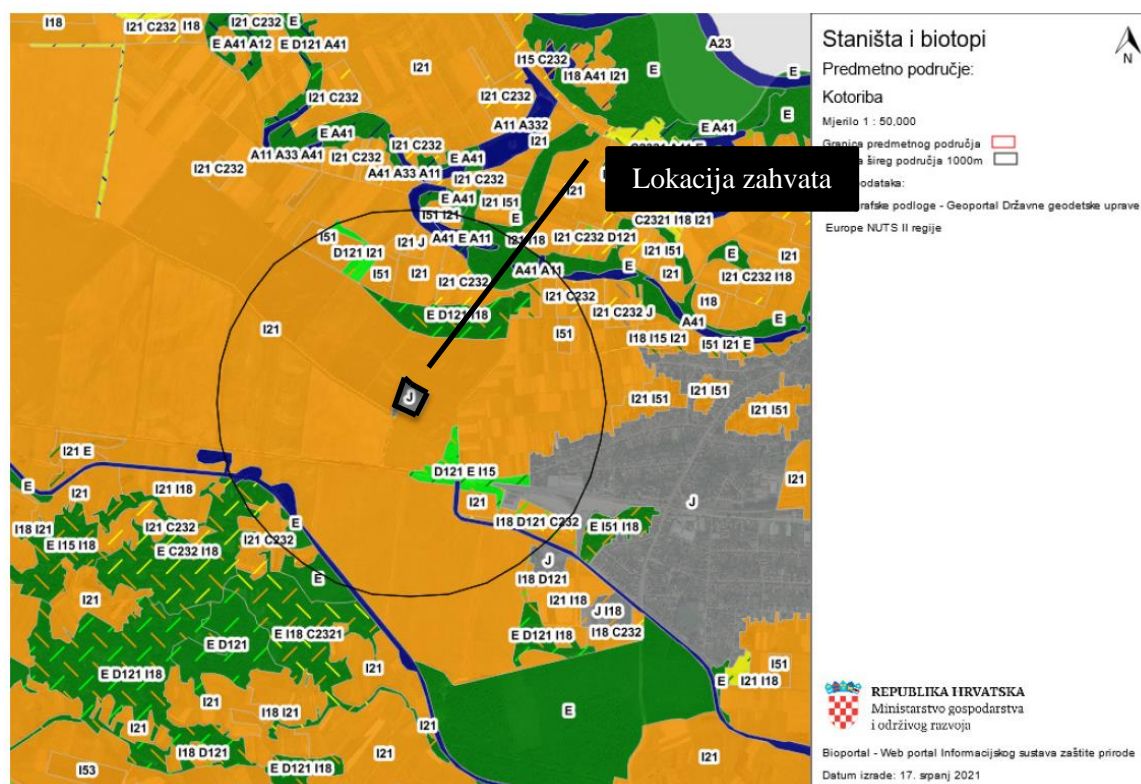 I18
I21 C232
I18
I21 C232
E
E A41 A12
E D121 A41
I21
I15 C232
I18 A41 I21
E
A23
E
E
I21 C232
I21 C232
E A41
A11 A332
I21
E A41
I21 C232
A11 A33 A41
I21 C232
E A41
A41 A33 A11
I21 C232
I21 C232
E A41
I21 I51
I21
I51 I21
E
C2321 I18 I21
I51
D121 I21
I51
I21 J
A41 E A11
I21 I18
I21 C232 D121
I21 I51
E
I21
I21
I21 C232
A41 A11
E
I21
I21 C232 I18
I21 C232
I18
E D121 I18
I21 C232 J
A41
E
I21
I51
I18 I15 I21
I51 I21 E
J
I21 I51
I21 I51
I21 I51
I21 E
D121 E I15
I21
E
I21
I21 I18
I21
J
I18 I21
I21 C232
E
I18 D121 C232
E I51 I18
E I15 I18
E C232 I18
I21 C232
J
I21
E
I18 D121
I21 I18
J I18
E I18 C2321
E D121 I18
I18 C232
E D121
I21
I51
E D121 I18
E
I21 I18
I21
I18 I21
E
I21
I21
I18 D121
I21
I21
I53
E D121 I18
Lokacija zahvata
Staništa i biotopi
N
Predmetno područje:
Kotoriba
Mjerilo 1 : 50,000
Granica predmetnog područja
šireg područja 1000m
podataka:
rafske podloge - Geoportal Državne geodetske uprave
Europe NUTS II regije
REPUBLIKA HRVATSKA
Ministarstvo gospodarstva
i održivog razvoja
Bioportal - Web portal Informacijskog sustava zaštite prirode
Datum izrade: 17. srpanj 2021